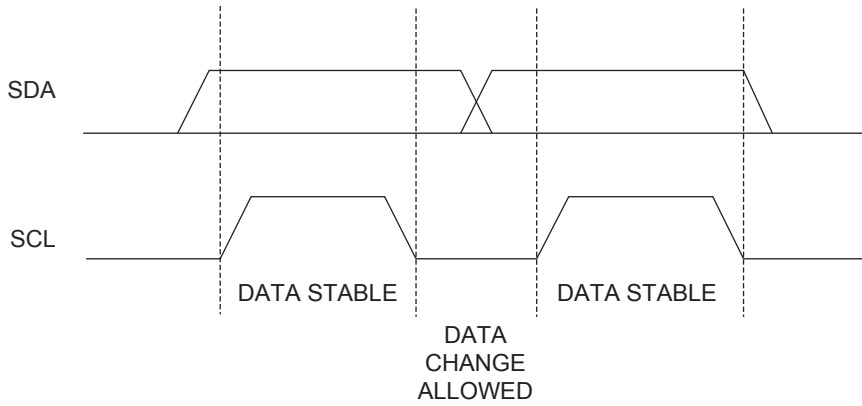 SDA
SCL
DATA STABLE
DATA STABLE
DATA
CHANGE
ALLOWED